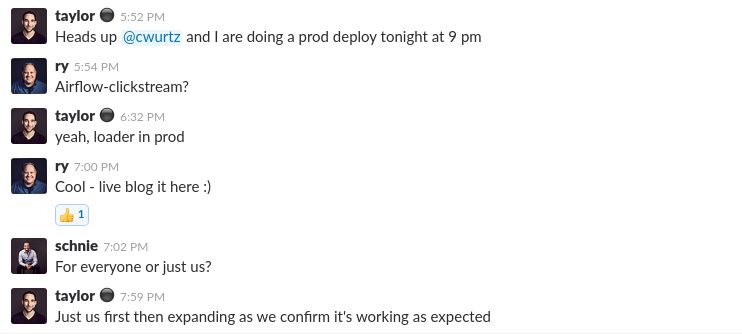 taylor 5:52 PM
Heads up @cwurtz and I are doing a prod deploy tonight at 9 pm
ry 5:54 PM
Airflow-clickstream?
taylor 6:32 PM
yeah, loader in prod
ry 7:00 PM
Cool - live blog it here :)
👍 1
schnie 7:02 PM
For everyone or just us?
taylor 7:59 PM
Just us first then expanding as we confirm it's working as expected